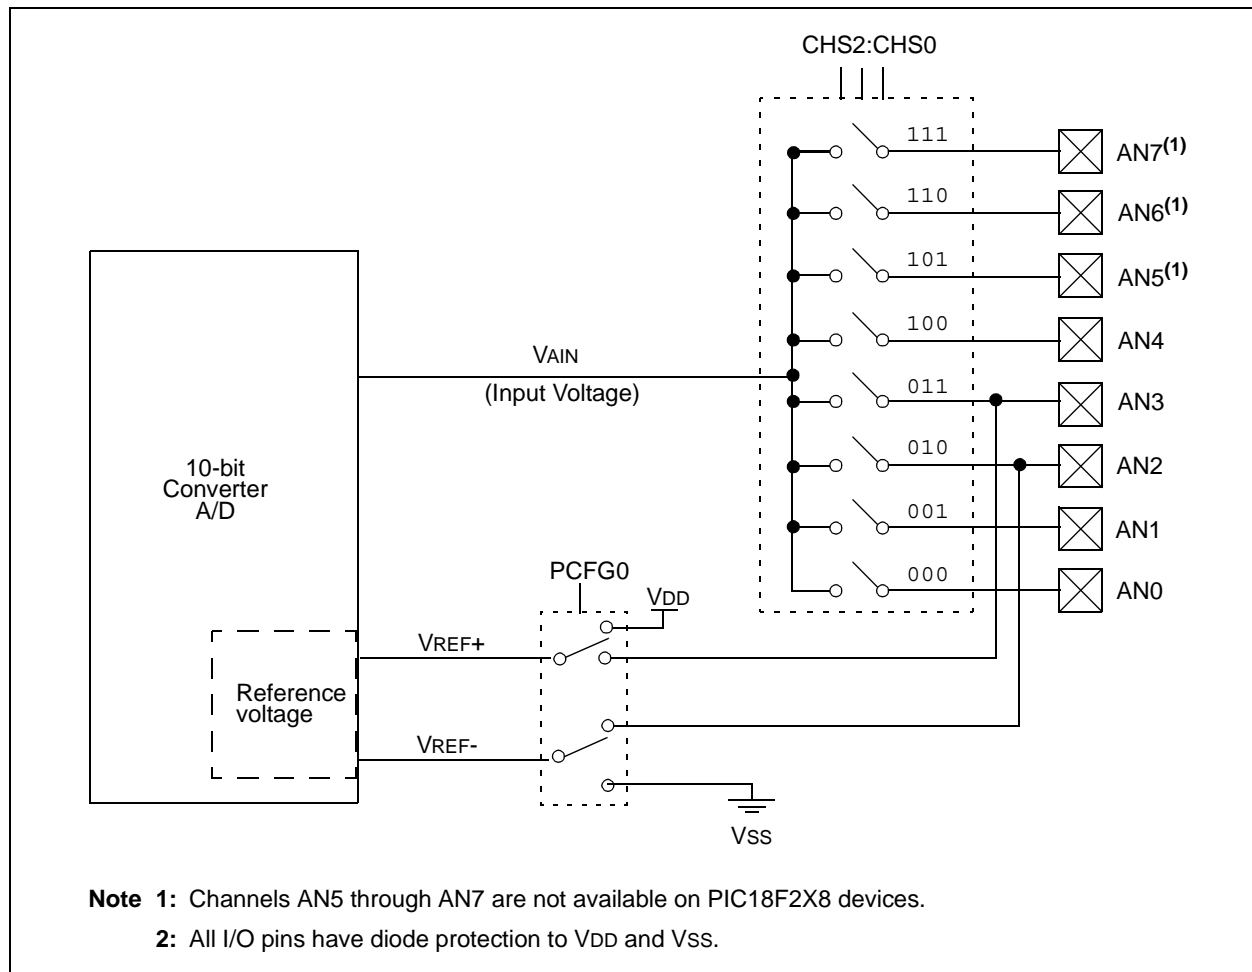 CHS2:CHS0
111
AN7(1)
110
AN6(1)
101
AN5(1)
100
AN4
VAIN
(Input Voltage)
011
AN3
010
AN2
10-bit
Converter
A/D
001
AN1
000
AN0
PCFG0
VDD
VREF+
Reference
voltage
VREF-
VSS
Note 1: Channels AN5 through AN7 are not available on PIC18F2X8 devices.
2: All I/O pins have diode protection to VDD and VSS.